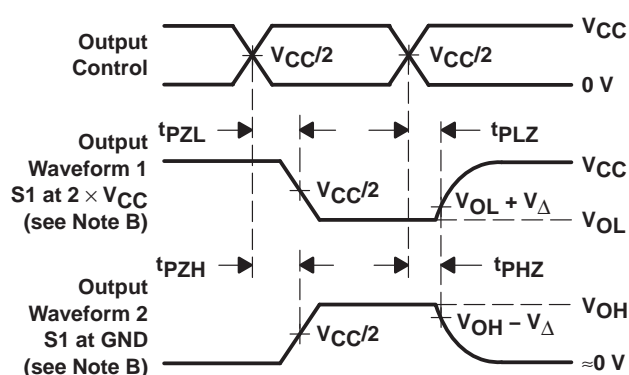 Output
Control
VCC/2
VCC/2
VCC
0 V
tPZL
tPLZ
Output
Waveform 1
S1 at 2 × VCC
(see Note B)
VCC/2
VCC
VOL + VΔ
VOL
tPZH
tPHZ
Output
Waveform 2
S1 at GND
(see Note B)
VCC/2
VOH
VOH − VΔ
≈0 V